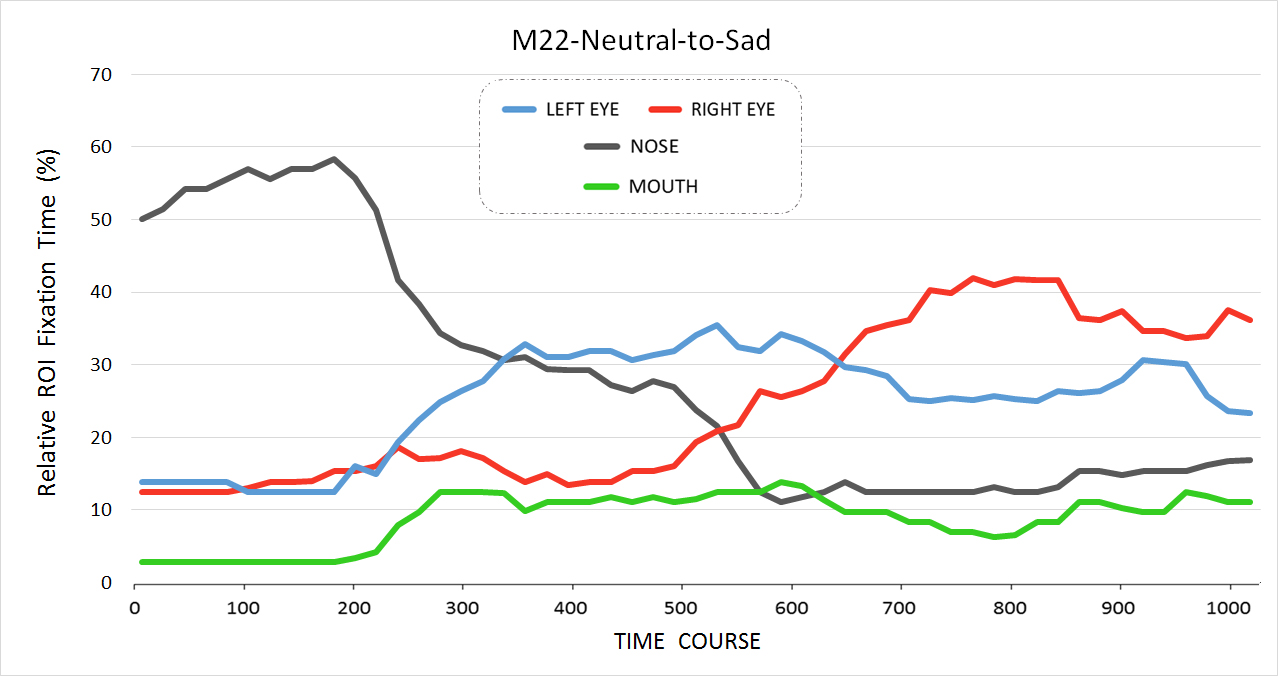 M22-Neutral-to-Sad
LEFT EYE RIGHT EYE
NOSE
MOUTH
Relative ROI Fixation Time (%)
70
60
50
40
30
20
10
0
0 100 200 300 400 500 600 700 800 900 1000
TIME COURSE